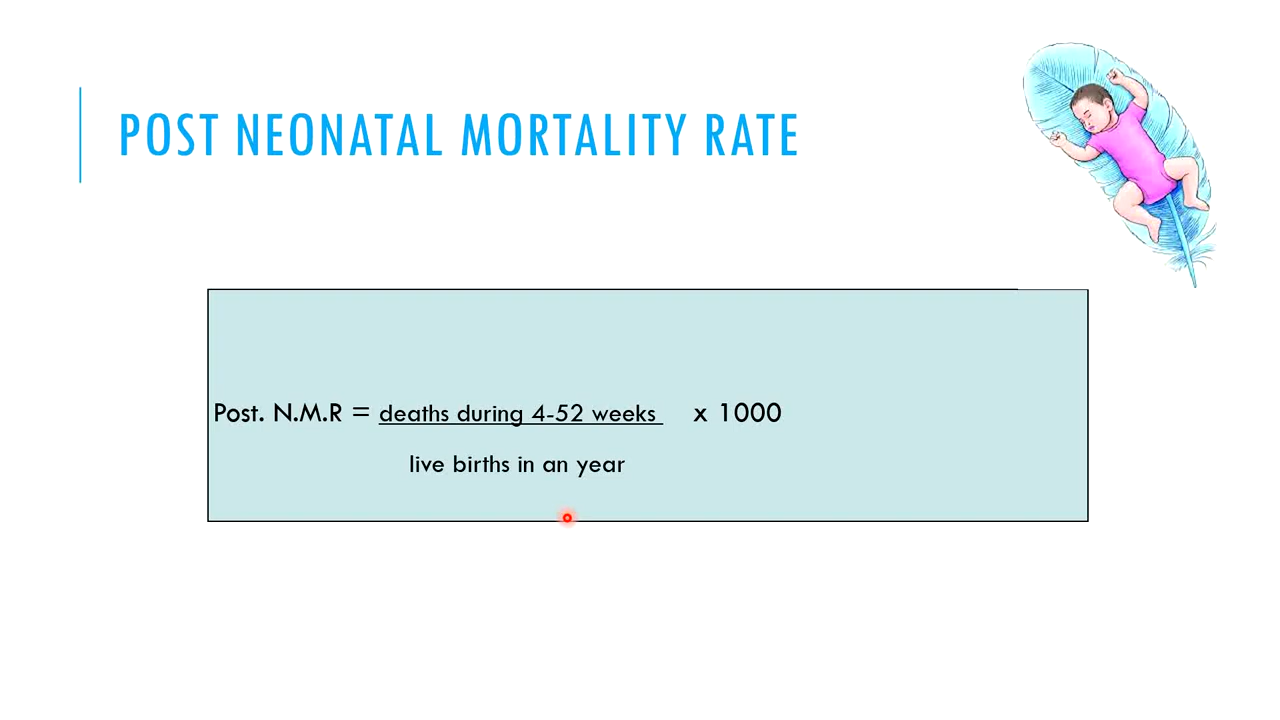 POST NEONATAL MORTALITY RATE
Post. N.M.R = deaths during 4-52 weeks x 1000
live births in an year